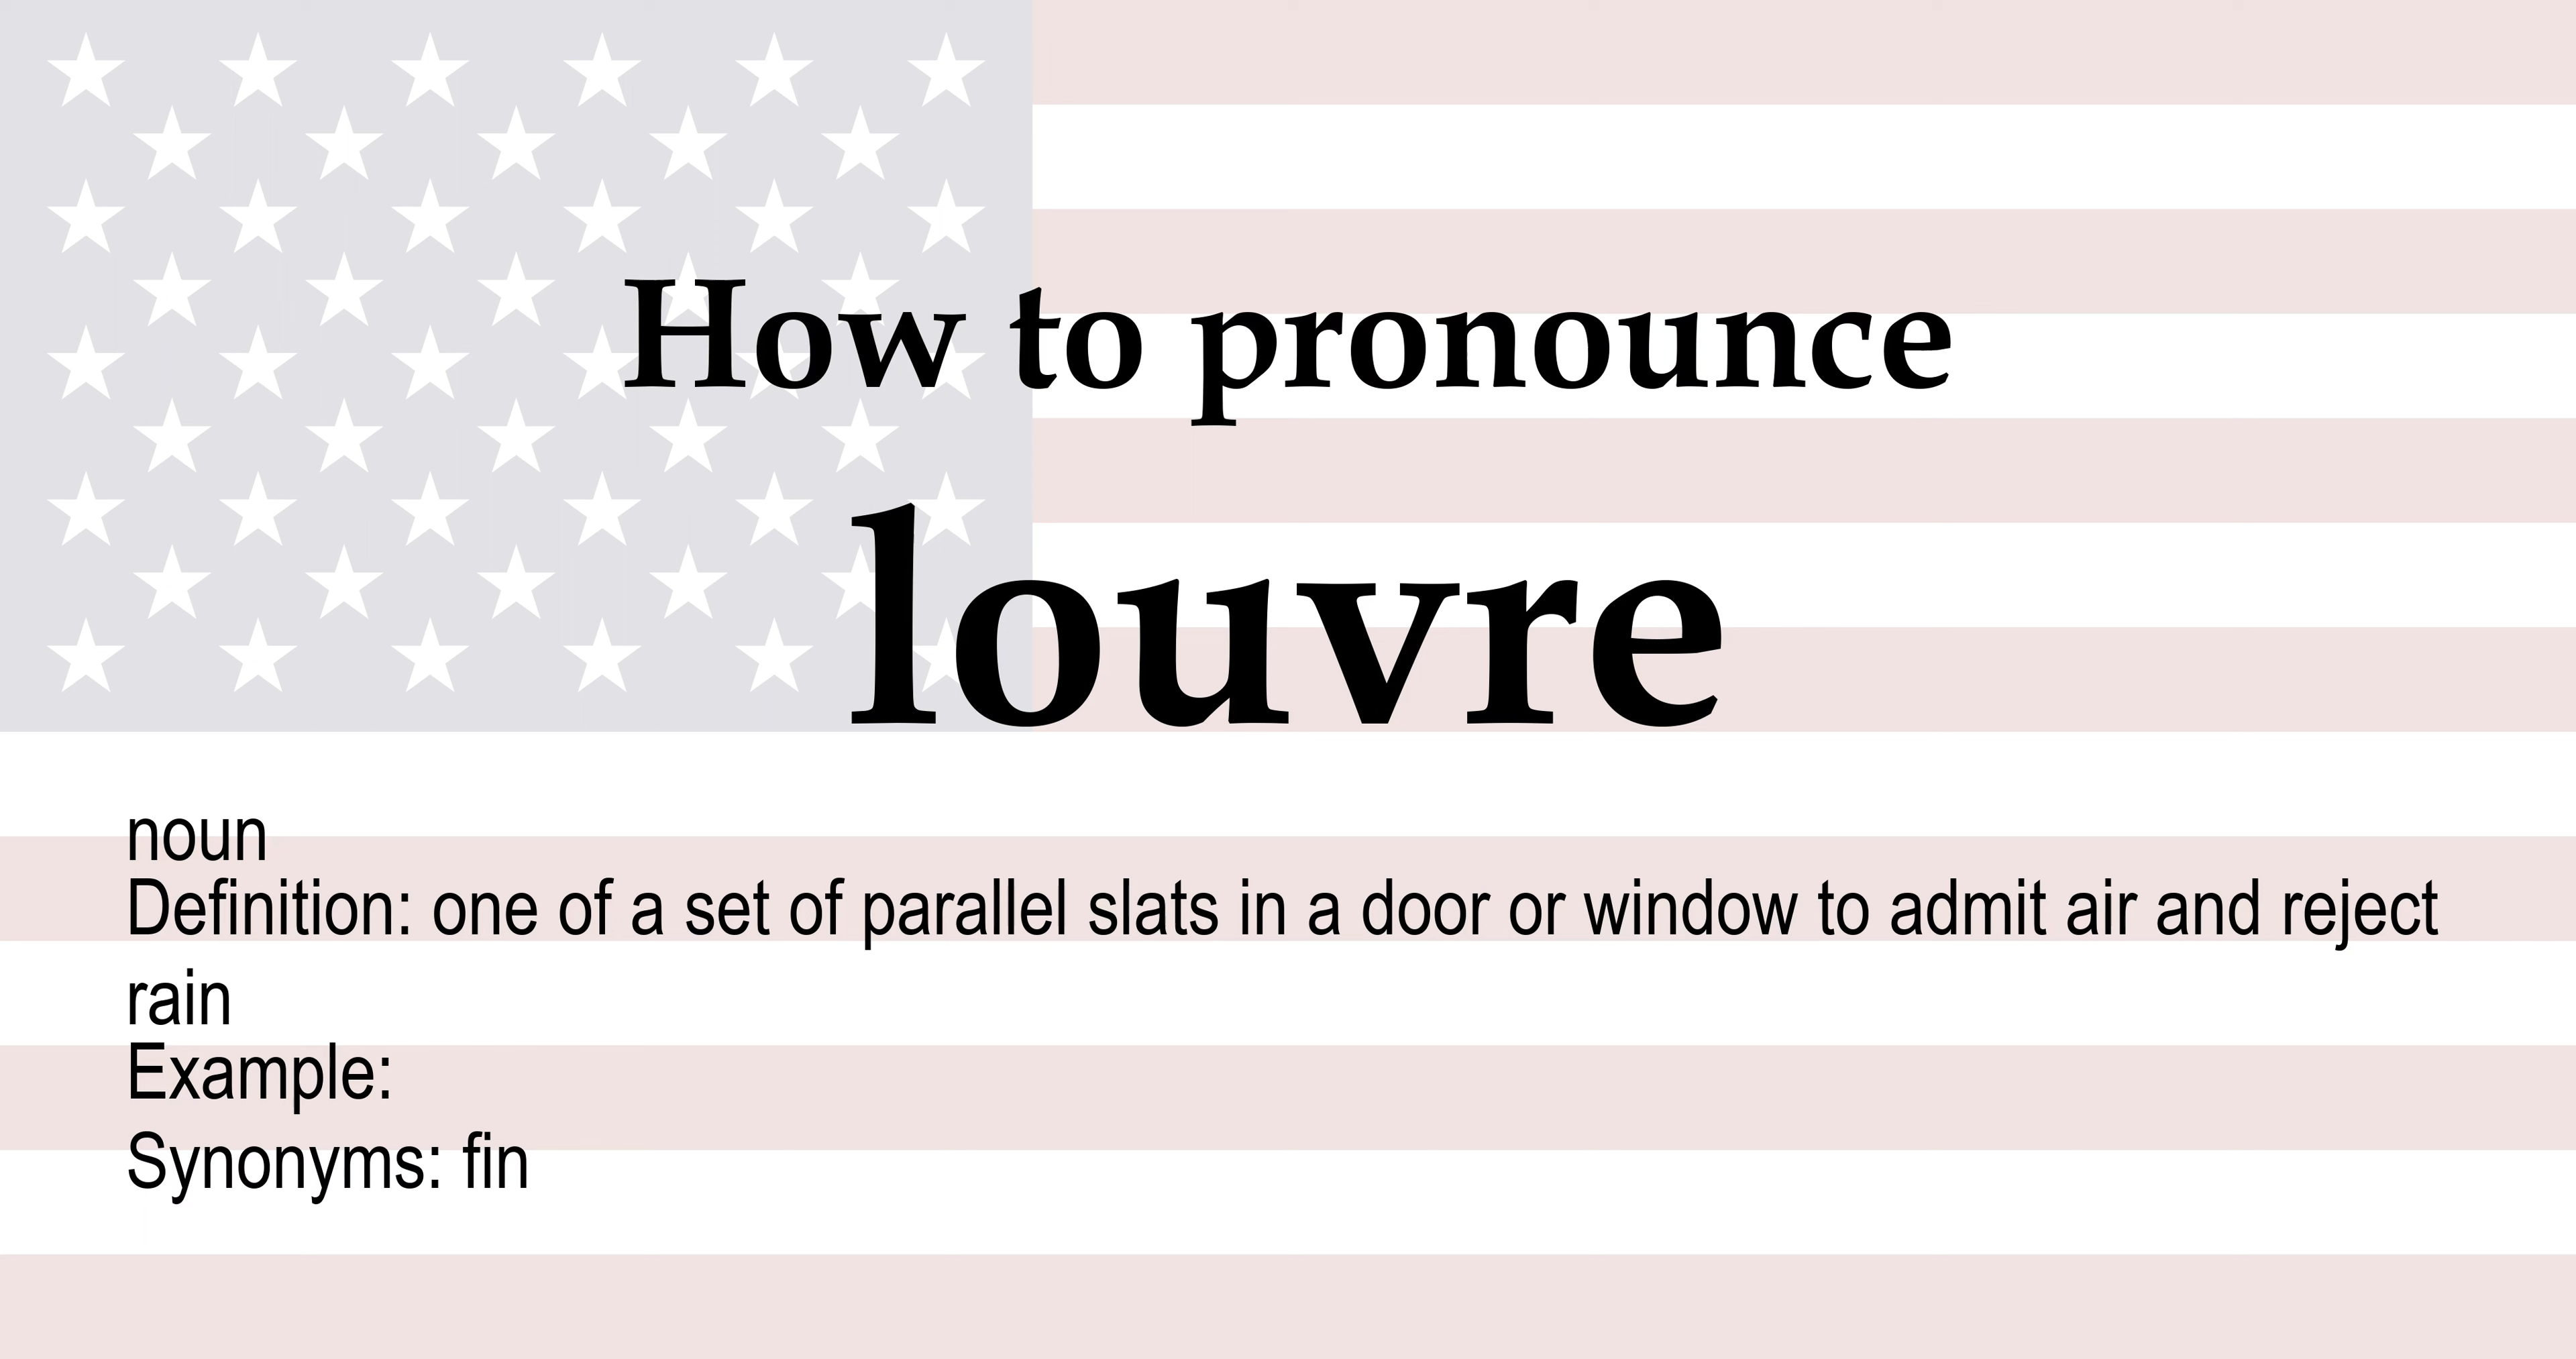 How to pronounce
louvre
noun
Definition: one of a set of parallel slats in a door or window to admit air and reject
rain
Example:
Synonyms: fin